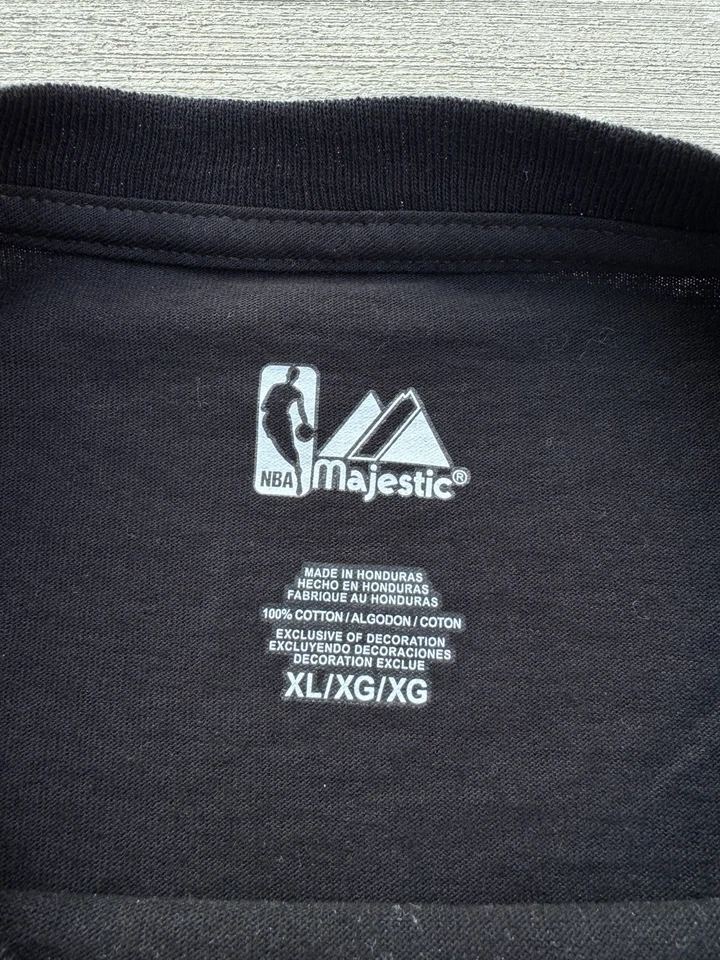 NBA
Majestic®
MADE IN HONDURAS
HECHO EN HONDURAS
FABRIQUE AU HONDURAS
100% COTTON / ALGODON / COTON
EXCLUSIVE OF DECORATION
EXCLUYENDO DECORACIONES
DECORATION EXCLUE
XL/XG/XG